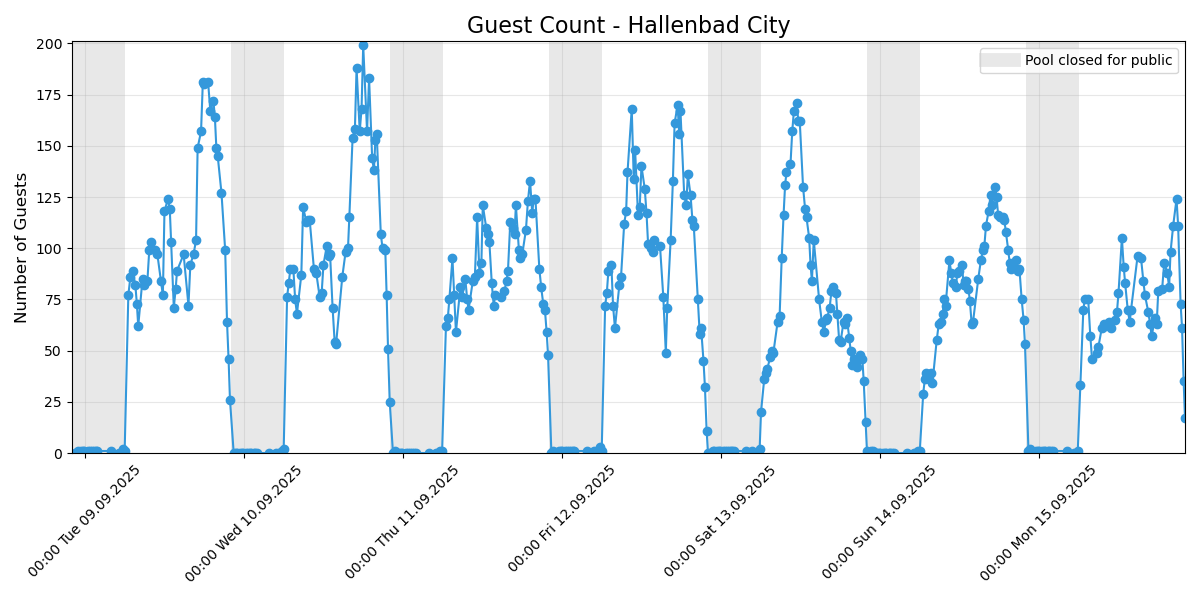 Guest Count - Hallenbad City
Pool closed for public
Number of Guests
200
175
150
125
100
75
50
25
0
00:00 Tue 09.09.2025
00:00 Wed 10.09.2025
00:00 Thu 11.09.2025
00:00 Fri 12.09.2025
00:00 Sat 13.09.2025
00:00 Sun 14.09.2025
00:00 Mon 15.09.2025